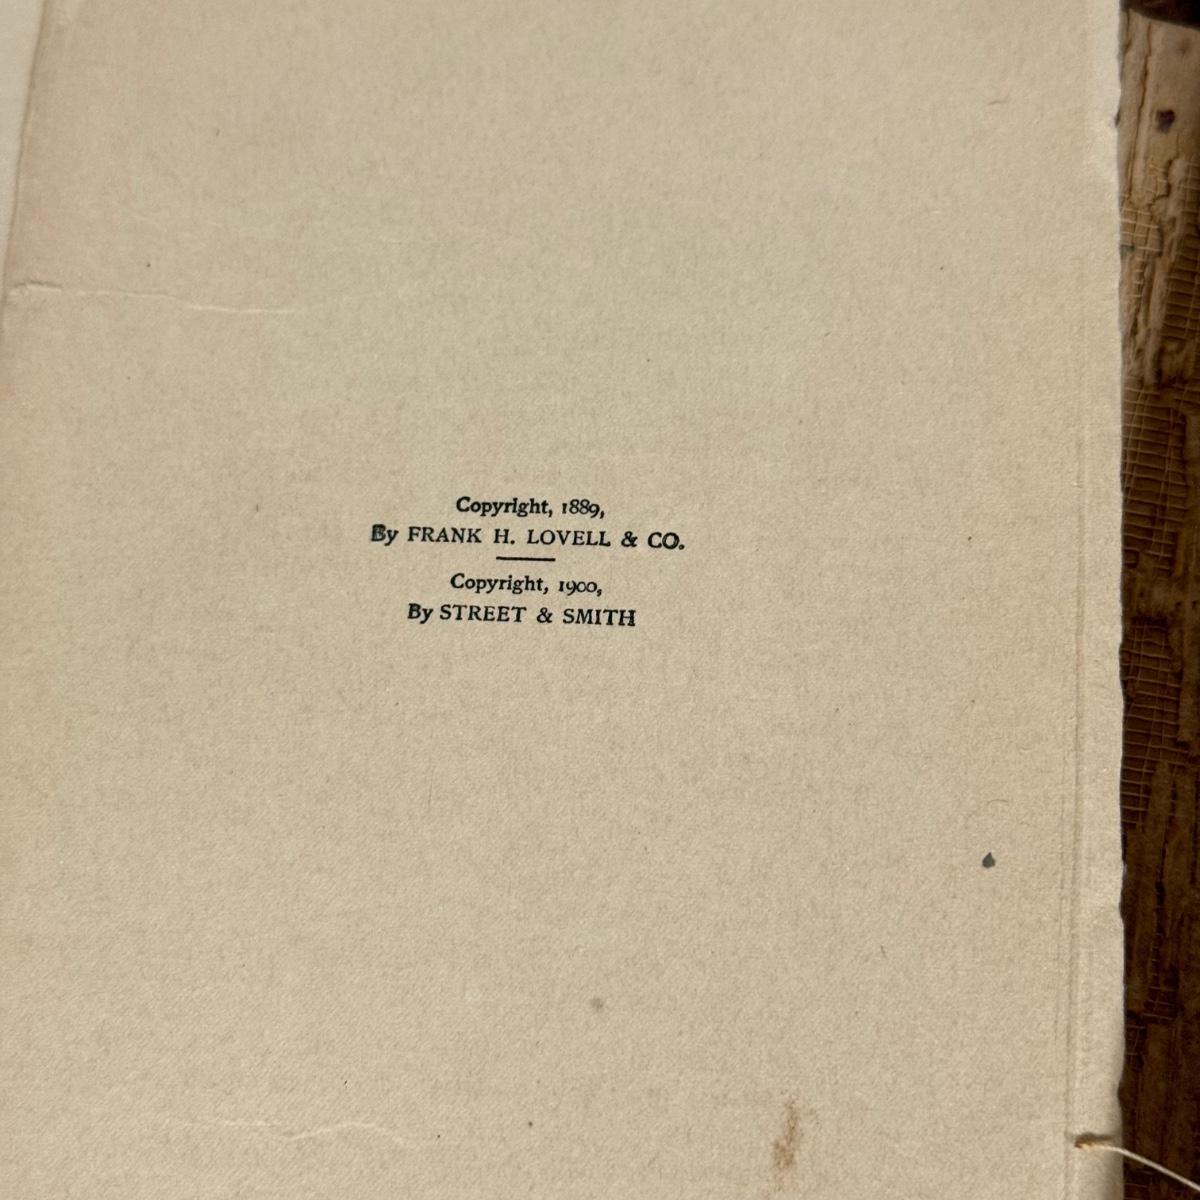 Copyright, 1889,
By FRANK H. LOVELL & CO.
Copyright, 1900,
By STREET & SMITH